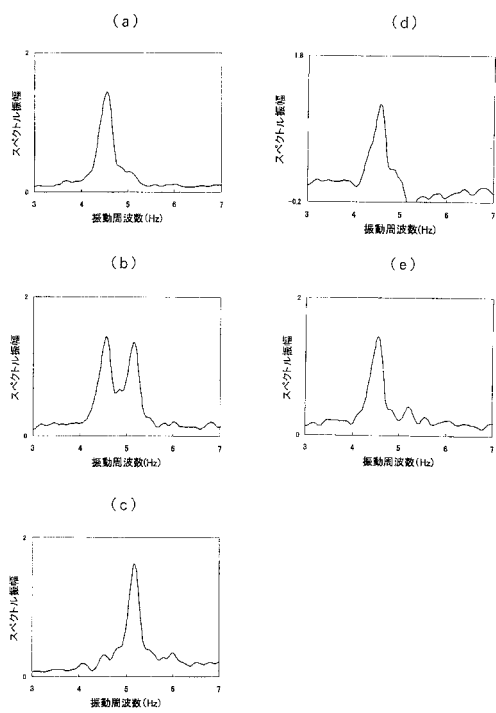 (a)
2
スペクトル振幅
0
3 4 5 6 7
振動周波数(Hz)
(b)
2
スペクトル振幅
0
3 4 5 6 7
振動周波数(Hz)
(c)
2
スペクトル振幅
0
3 4 5 6 7
振動周波数(Hz)
(d)
1.8
スペクトル振幅
-0.2
3 4 5 6 7
振動周波数(Hz)
(e)
2
スペクトル振幅
0
3 4 5 6 7
振動周波数(Hz)